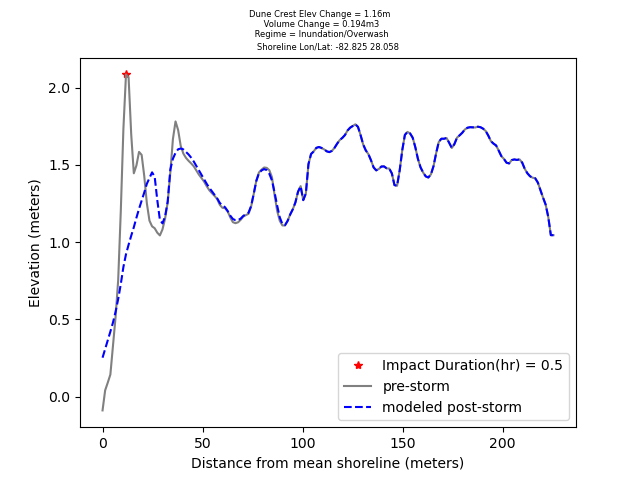 Dune Crest Elev Change = 1.16m
Volume Change = 0.194m3
Regime = Inundation/Overwash
Shoreline Lon/Lat: -82.825 28.058
2.0
1.5
1.0
0.5
0.0
Elevation (meters)
Impact Duration(hr) = 0.5
pre-storm
modeled post-storm
0 50 100 150 200
Distance from mean shoreline (meters)